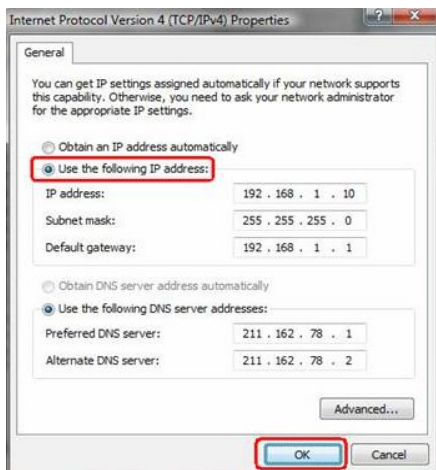 Internet Protocol Version 4 (TCP/IPv4) Properties
General
You can get IP settings assigned automatically if your network supports
this capability. Otherwise, you need to ask your network administrator
for the appropriate IP settings.
Obtain an IP address automatically
Use the following IP address:
IP address: 192 . 168 . 1 . 10
Subnet mask: 255 . 255 . 255 . 0
Default gateway: 192 . 168 . 1 . 1
Obtain DNS server address automatically
Use the following DNS server addresses:
Preferred DNS server: 211 . 162 . 78 . 1
Alternate DNS server: 211 . 162 . 78 . 2
Advanced...
OK Cancel